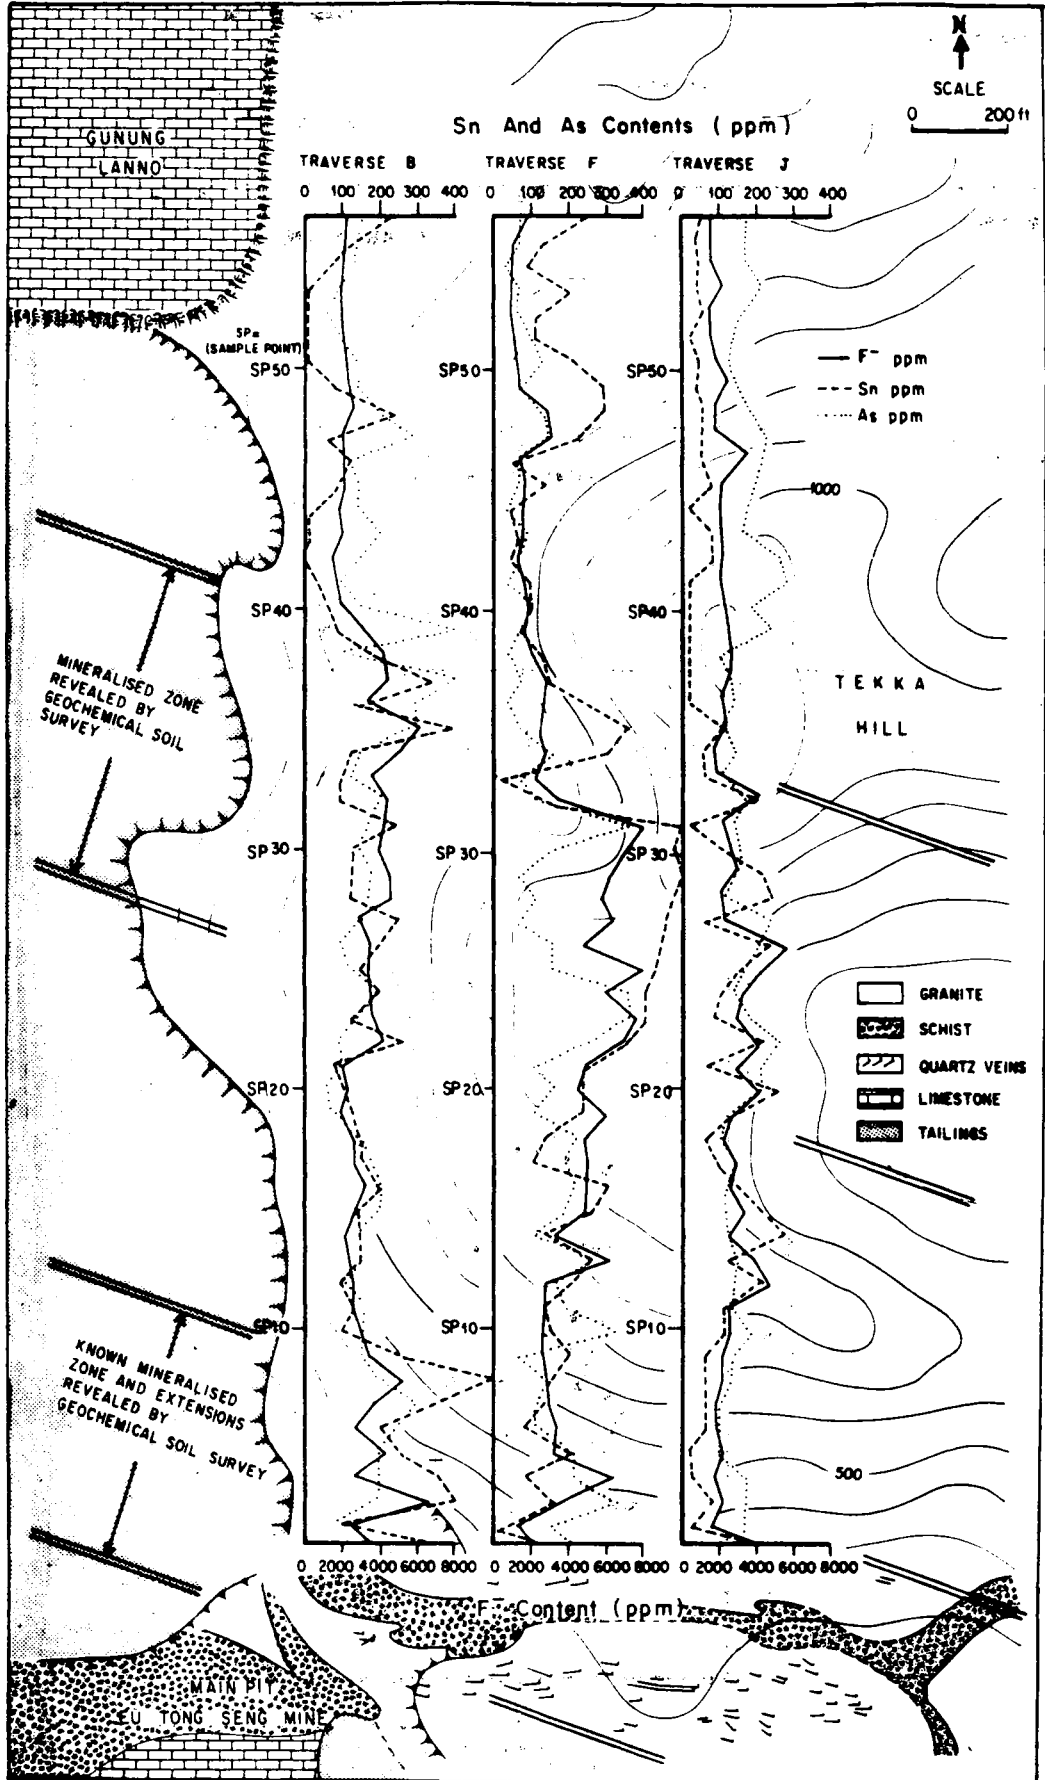 N
SCALE
0 200 ft
GUNUNG
LANNO
Sn And As Contents (ppm)
TRAVERSE B
TRAVERSE F
TRAVERSE J
0 100 200 300 400
0 100 200 300 400
0 100 200 300 400
SP=
(SAMPLE POINT)
SP50
SP50
SP50
F⁻ ppm
Sn ppm
As ppm
1000
SP40
SP40
SP40
MINERALISED ZONE
REVEALED BY
GEOCHEMICAL SOIL
SURVEY
TEKKA
HILL
SP30
SP30
SP30
GRANITE
SCHIST
QUARTZ VEINS
LIMESTONE
TAILINGS
SP20
SP20
SP20
SP10
SP10
SP10
KNOWN MINERALISED
ZONE AND EXTENSIONS
REVEALED BY
GEOCHEMICAL SOIL SURVEY
500
0 2000 4000 6000 8000
0 2000 4000 6000 8000
0 2000 4000 6000 8000
F⁻ Content (ppm)
MAIN PIT
EU TONG SENG MINE